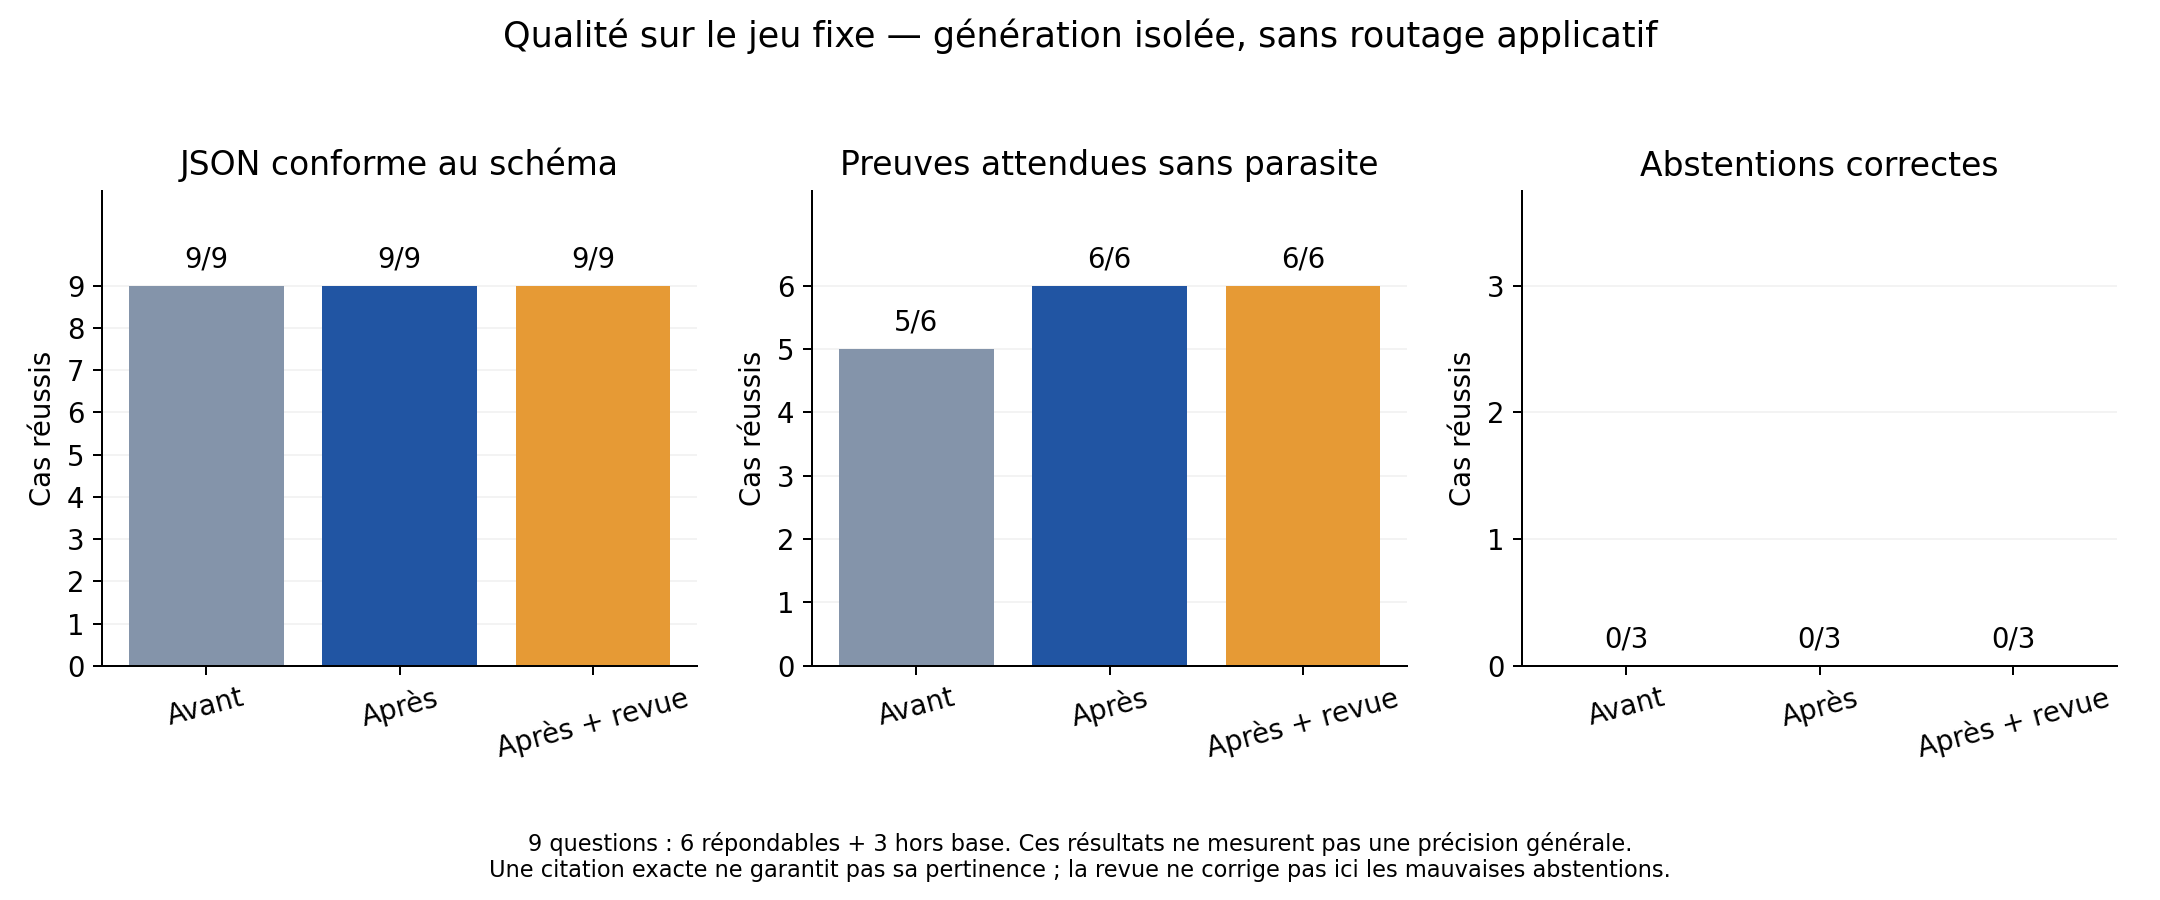 Qualité sur le jeu fixe — génération isolée, sans routage applicatif
JSON conforme au schéma
Cas réussis
9
8
7
6
5
4
3
2
1
0
9/9
9/9
9/9
Avant
Après
Après + revue
Preuves attendues sans parasite
Cas réussis
6
5
4
3
2
1
0
5/6
6/6
6/6
Avant
Après
Après + revue
Abstentions correctes
Cas réussis
3
2
1
0
0/3
0/3
0/3
Avant
Après
Après + revue
9 questions : 6 répondables + 3 hors base. Ces résultats ne mesurent pas une précision générale.
Une citation exacte ne garantit pas sa pertinence ; la revue ne corrige pas ici les mauvaises abstentions.